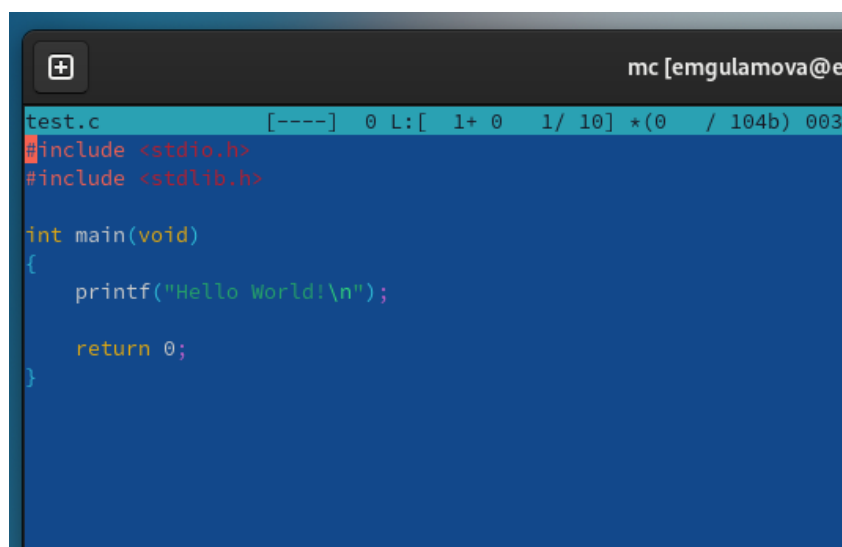 mc [emgulamova@e
test.c [----] 0 L:[ 1+ 0 1/ 10] *(0 / 104b) 003
#include <stdio.h>
#include <stdlib.h>
int main(void)
{
printf("Hello World!\n");
return 0;
}